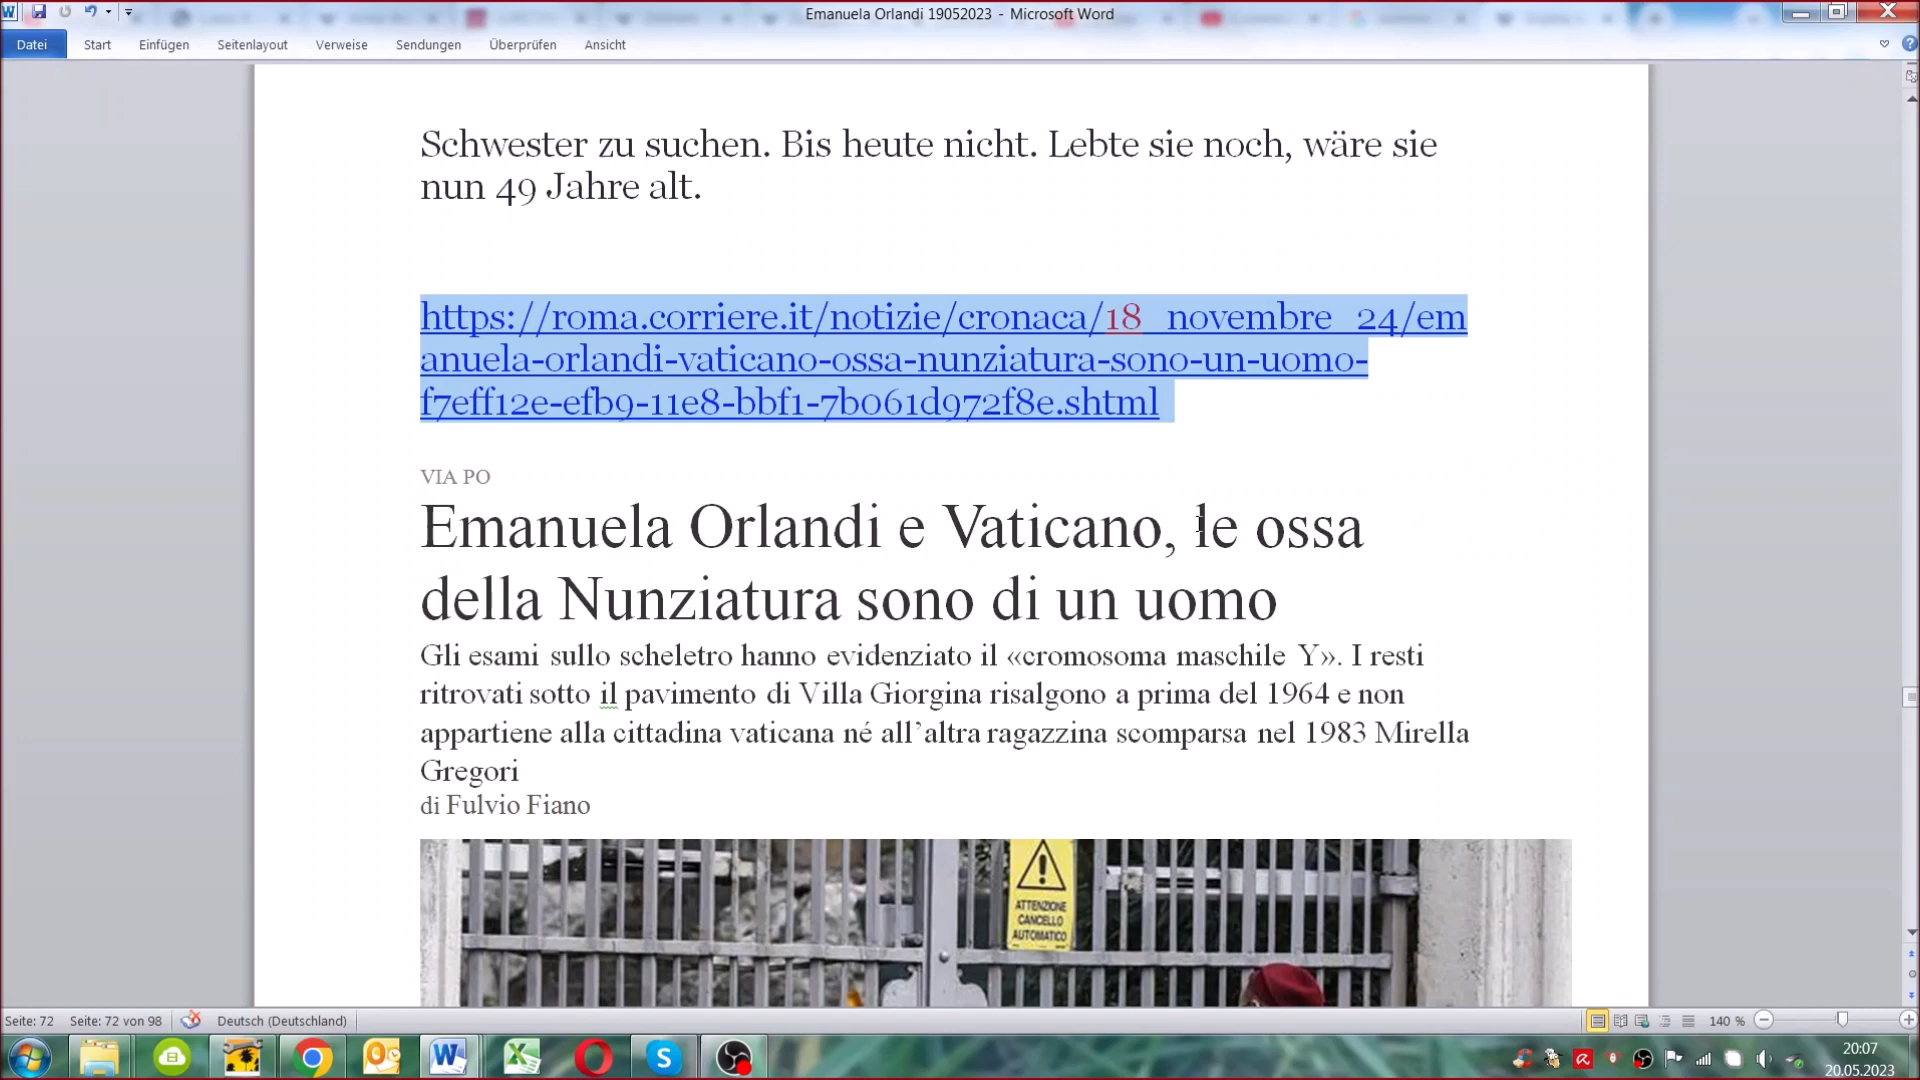 Emanuela Orlandi 19052023 - Microsoft Word
Datei Start Einfügen Seitenlayout Verweise Sendungen Überprüfen Ansicht
Schwester zu suchen. Bis heute nicht. Lebte sie noch, wäre sie
nun 49 Jahre alt.
https://roma.corriere.it/notizie/cronaca/18_novembre_24/em
anuela-orlandi-vaticano-ossa-nunziatura-sono-un-uomo-
f7eff12e-efb9-11e8-bbf1-7b061d972f8e.shtml
VIA PO
Emanuela Orlandi e Vaticano, le ossa
della Nunziatura sono di un uomo
Gli esami sullo scheletro hanno evidenziato il «cromosoma maschile Y». I resti
ritrovati sotto il pavimento di Villa Giorgina risalgono a prima del 1964 e non
appartiene alla cittadina vaticana né all’altra ragazzina scomparsa nel 1983 Mirella
Gregori
di Fulvio Fiano
ATTENZIONE
CANCELLO
AUTOMATICO
Seite: 72 Seite: 72 von 98 Deutsch (Deutschland) 140 %
20:07
20.05.2023